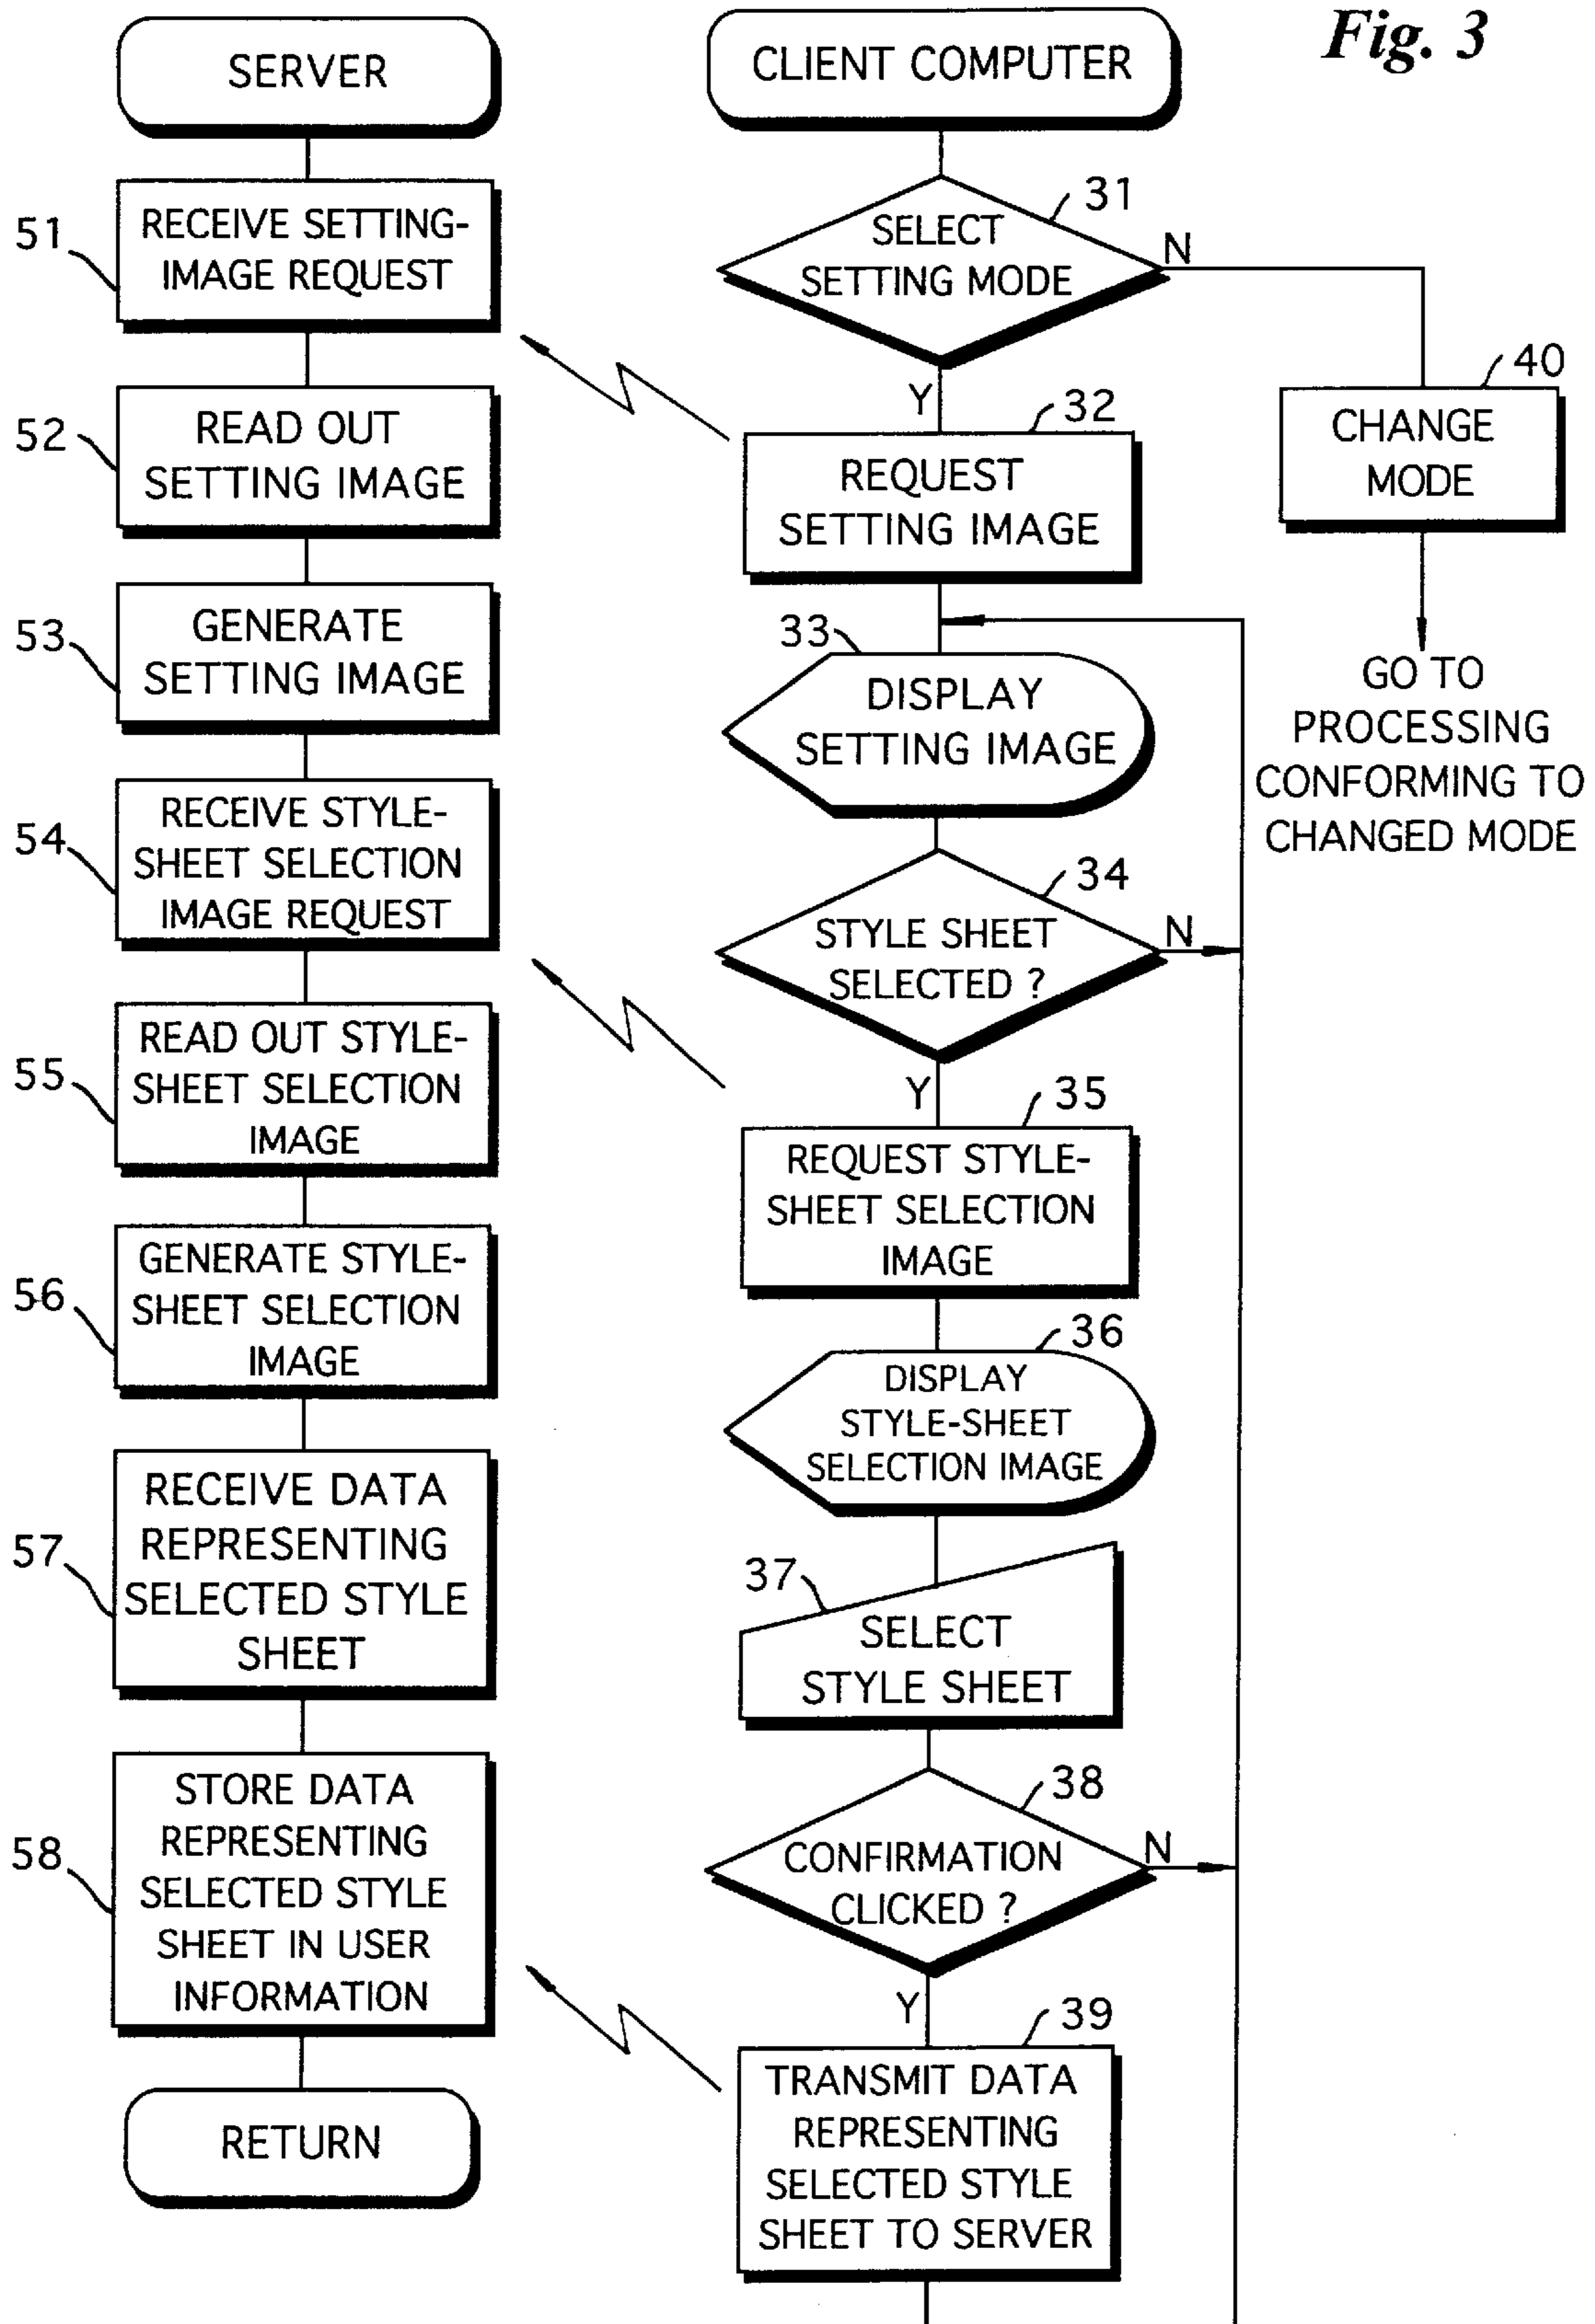 Fig. 3
SERVER
51
RECEIVE SETTING-
IMAGE REQUEST
52
READ OUT
SETTING IMAGE
53
GENERATE
SETTING IMAGE
54
RECEIVE STYLE-
SHEET SELECTION
IMAGE REQUEST
55
READ OUT STYLE-
SHEET SELECTION
IMAGE
56
GENERATE STYLE-
SHEET SELECTION
IMAGE
57
RECEIVE DATA
REPRESENTING
SELECTED STYLE
SHEET
58
STORE DATA
REPRESENTING
SELECTED STYLE
SHEET IN USER
INFORMATION
RETURN
CLIENT COMPUTER
31
SELECT
SETTING MODE
N
Y
40
CHANGE
MODE
GO TO
PROCESSING
CONFORMING TO
CHANGED MODE
32
REQUEST
SETTING IMAGE
33
DISPLAY
SETTING IMAGE
34
STYLE SHEET
SELECTED ?
N
Y
35
REQUEST STYLE-
SHEET SELECTION
IMAGE
36
DISPLAY
STYLE-SHEET
SELECTION IMAGE
37
SELECT
STYLE SHEET
38
CONFIRMATION
CLICKED ?
N
Y
39
TRANSMIT DATA
REPRESENTING
SELECTED STYLE
SHEET TO SERVER